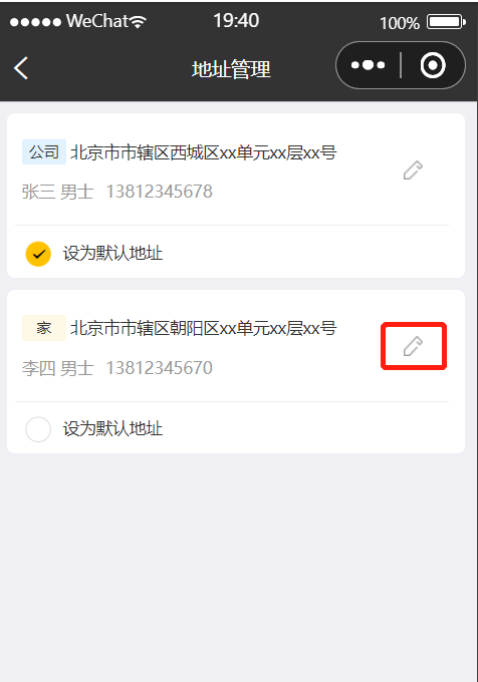 ●●●●● WeChat 19:40 100%
地址管理
公司 北京市市辖区西城区xx单元xx层xx号
张三 男士 13812345678
设为默认地址
家 北京市市辖区朝阳区xx单元xx层xx号
李四 男士 13812345670
设为默认地址